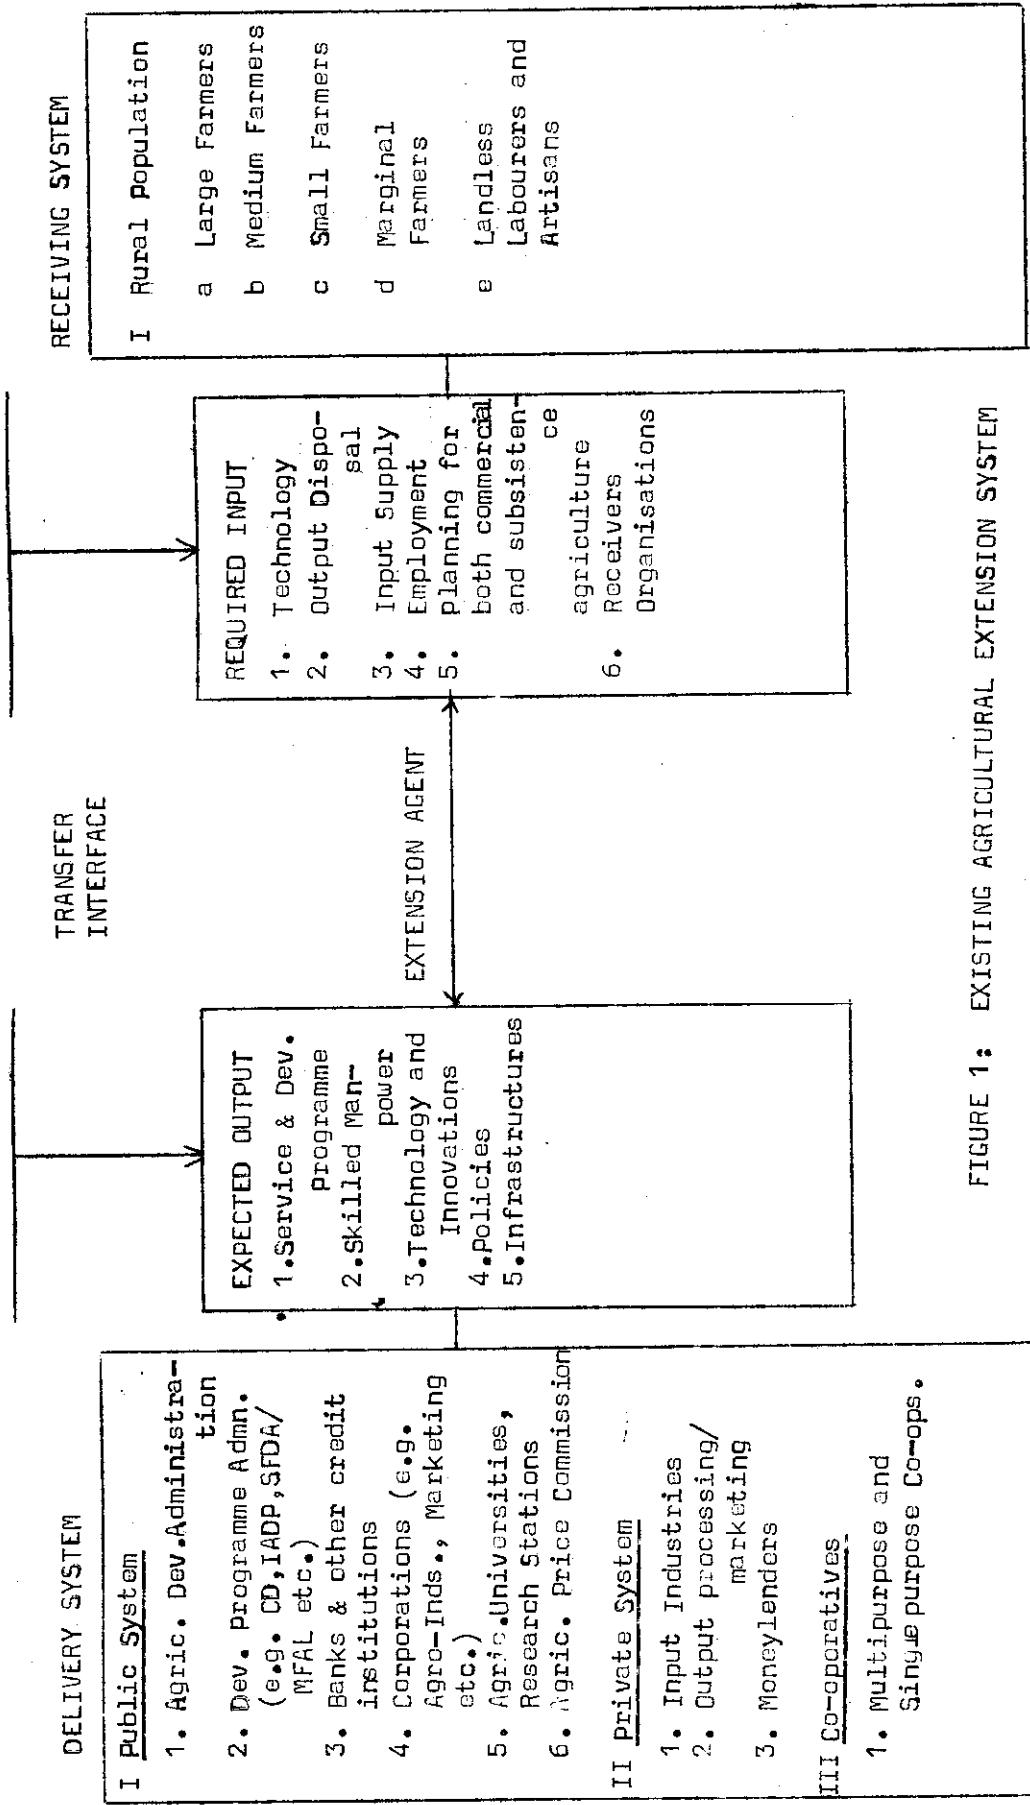 DELIVERY SYSTEM
I Public System
1. Agric. Dev.Administra-
tion
2. Dev. Programme Admn.
(e.g. CD,IADP,SFDA/
MFAL etc.)
3. Banks & other credit
institutions
4. Corporations (e.g.
Agro-Inds., Marketing
etc.)
5. Agric.Universities,
Research Stations
6. Agric. Price Commission
II Private System
1. Input Industries
2. Output processing/
marketing
3. Moneylenders
III Co-oporatives
1. Multipurpose and
Single purpose Co-ops.
EXPECTED OUTPUT
1.Service & Dev.
Programme
2.Skilled Man-
power
3.Technology and
Innovations
4.Policies
5.Infrastructures
TRANSFER
INTERFACE
EXTENSION AGENT
REQUIRED INPUT
1. Technology
2. Output Dispo-
sal
3. Input Supply
4. Employment
5. Planning for
both commercial
and subsisten-
ce
agriculture
6. Receivers
Organisations
RECEIVING SYSTEM
I Rural Population
a Large Farmers
b Medium Farmers
c Small Farmers
d Marginal
Farmers
e Landless
Labourers and
Artisans
FIGURE 1: EXISTING AGRICULTURAL EXTENSION SYSTEM